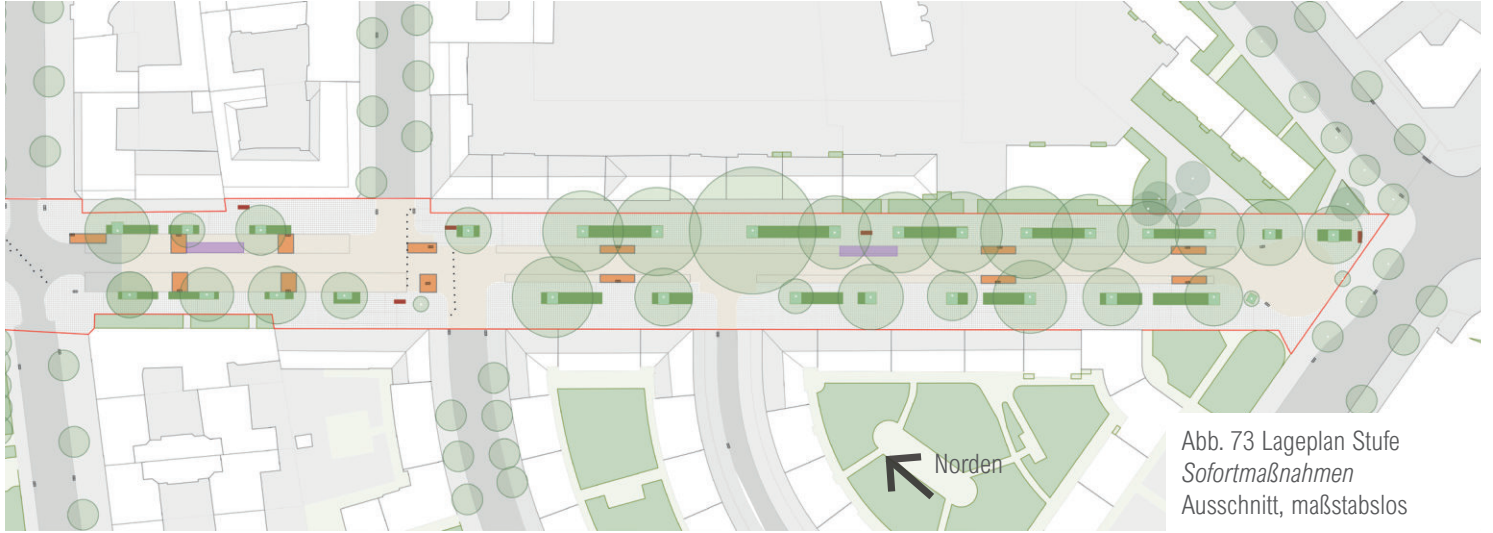 Norden
Abb. 73 Lageplan Stufe
Sofortmaßnahmen
Ausschnitt, maßstabslos